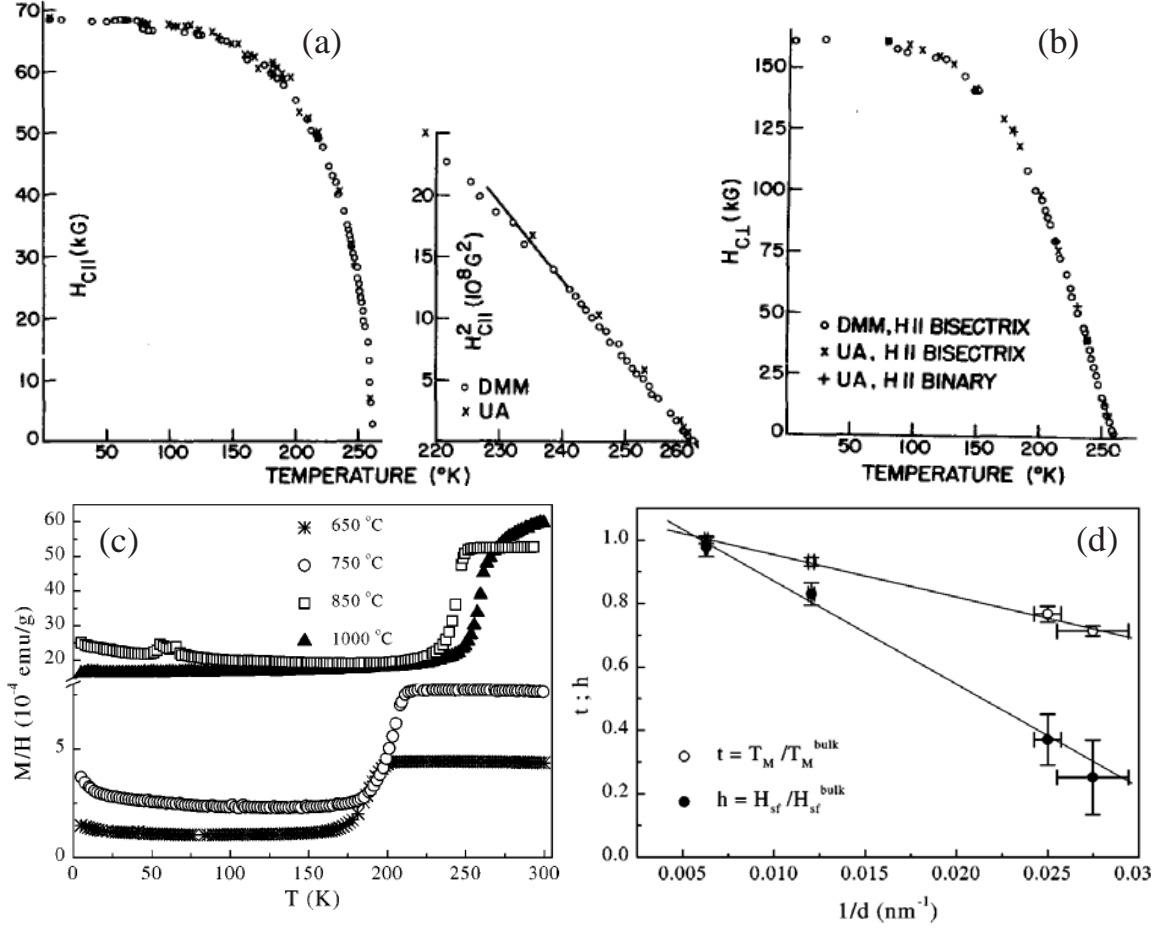 (a)
70
60
50
40
30
20
10
0
H_C|| (kG)
50 100 150 200 250
TEMPERATURE (°K)
25
20
15
10
5
H²_C|| (10⁸G²)
o DMM
x UA
220 230 240 250 260
TEMPERATURE (°K)
(b)
150
125
100
75
50
25
0
H_C⊥ (kG)
o DMM, H II BISECTRIX
x UA, H II BISECTRIX
+ UA, H II BINARY
50 100 150 200 250
TEMPERATURE (°K)
(c)
60
50
40
30
20
5
0
M/H (10⁻⁴ emu/g)
650 °C
750 °C
850 °C
1000 °C
0 50 100 150 200 250 300
T (K)
(d)
1.0
0.8
0.6
0.4
0.2
t ; h
t = T_M /T_M^bulk
h = H_sf /H_sf^bulk
0.005 0.010 0.015 0.020 0.025 0.03
1/d (nm⁻¹)